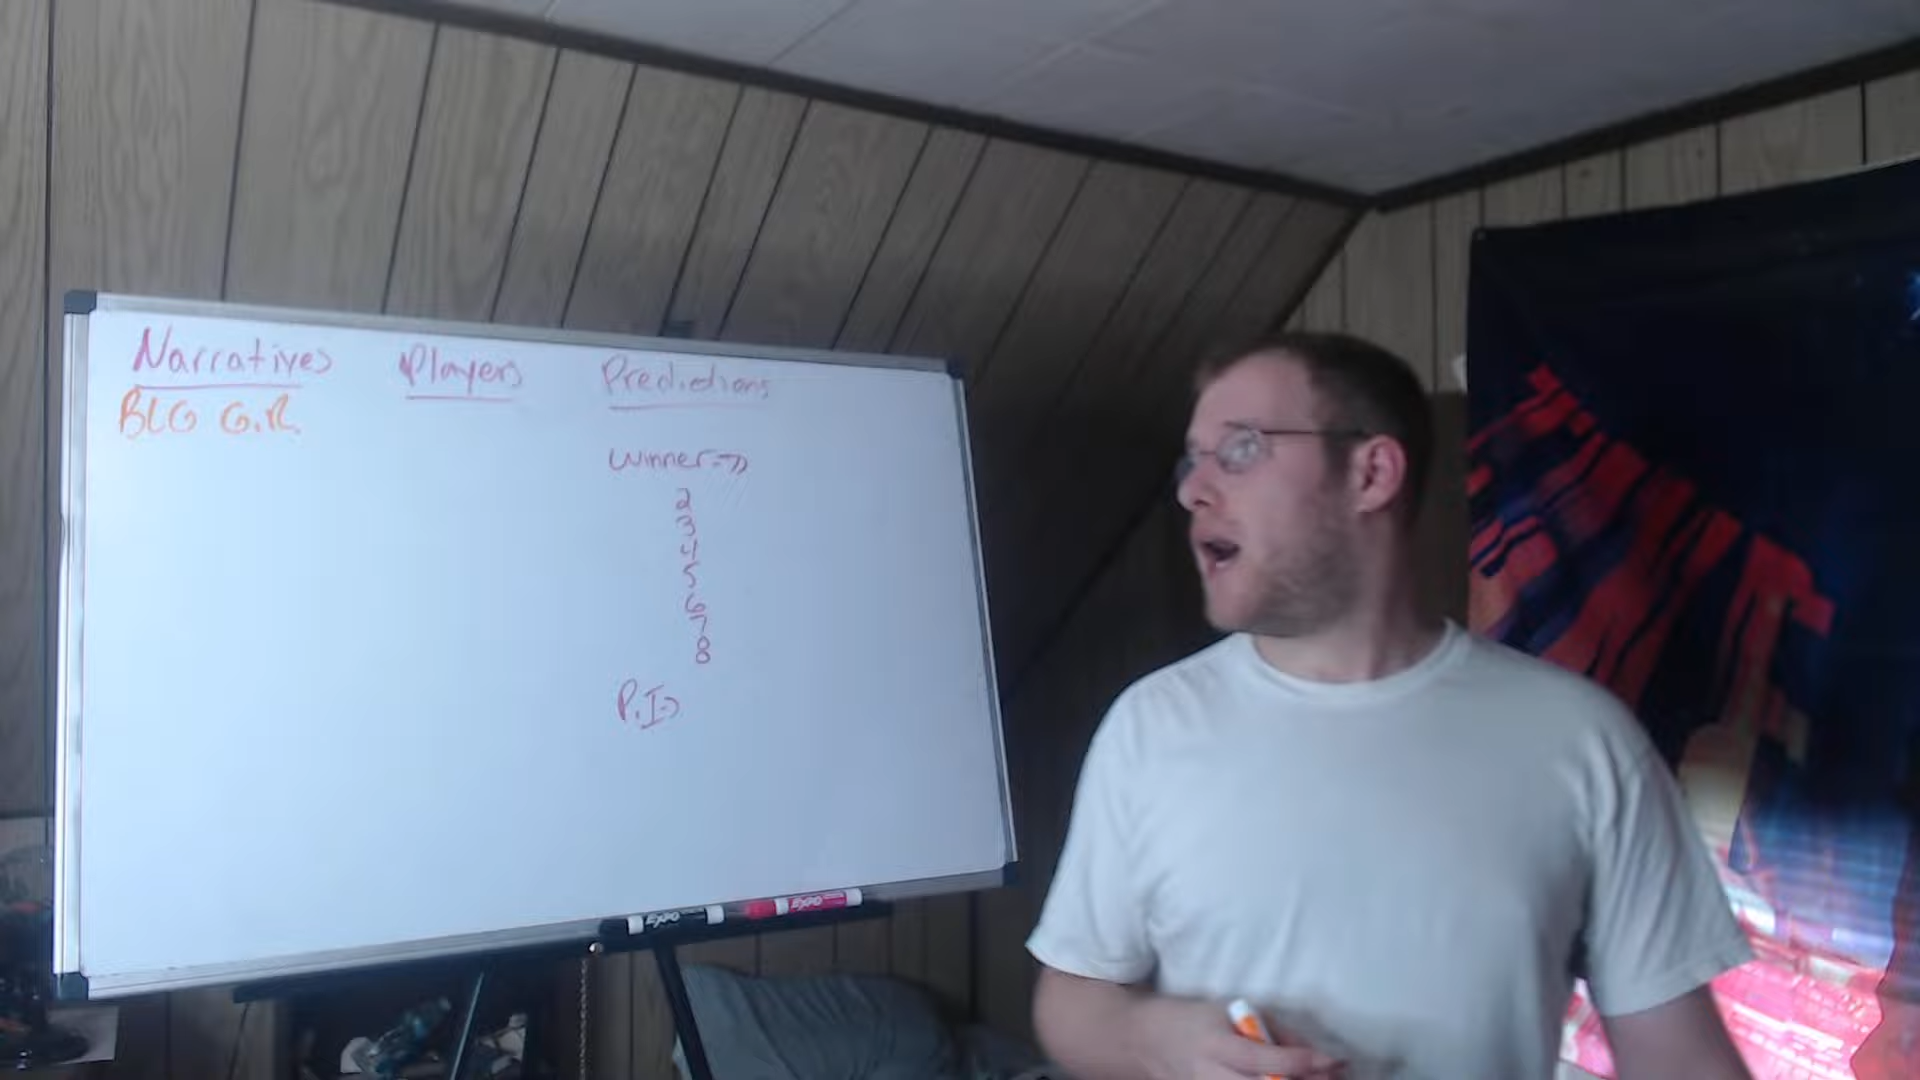 Narratives Players Predictions
BLG G.R.
Winner->
2
3
4
5
6
7
8
P.I->
EXPO EXPO